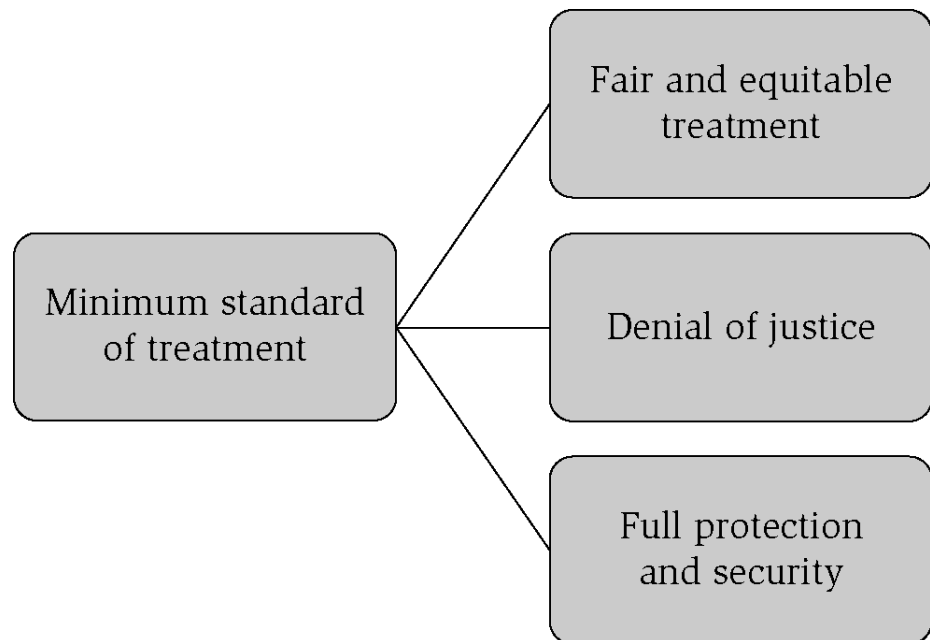 Fair and equitable
treatment
Minimum standard
of treatment
Denial of justice
Full protection
and security